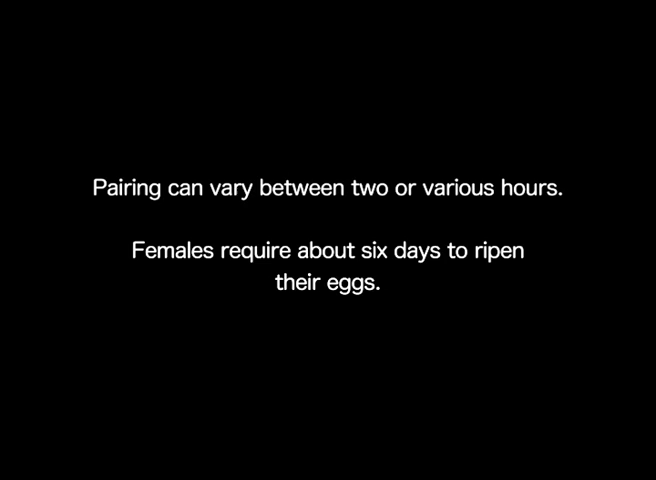 Pairing can vary between two or various hours.
Females require about six days to ripen
their eggs.